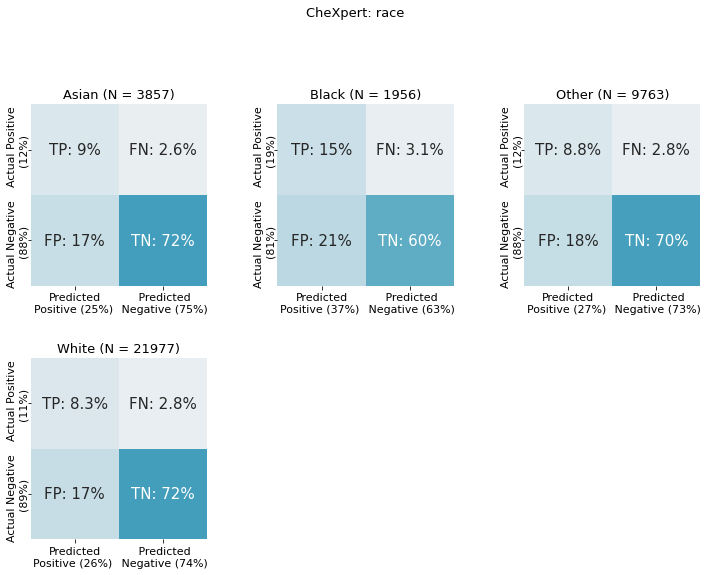 CheXpert: race
Asian (N = 3857)
Actual Positive
(12%)
TP: 9%
FN: 2.6%
Actual Negative
(88%)
FP: 17%
TN: 72%
Predicted
Positive (25%)
Predicted
Negative (75%)
Black (N = 1956)
Actual Positive
(19%)
TP: 15%
FN: 3.1%
Actual Negative
(81%)
FP: 21%
TN: 60%
Predicted
Positive (37%)
Predicted
Negative (63%)
Other (N = 9763)
Actual Positive
(12%)
TP: 8.8%
FN: 2.8%
Actual Negative
(88%)
FP: 18%
TN: 70%
Predicted
Positive (27%)
Predicted
Negative (73%)
White (N = 21977)
Actual Positive
(11%)
TP: 8.3%
FN: 2.8%
Actual Negative
(89%)
FP: 17%
TN: 72%
Predicted
Positive (26%)
Predicted
Negative (74%)